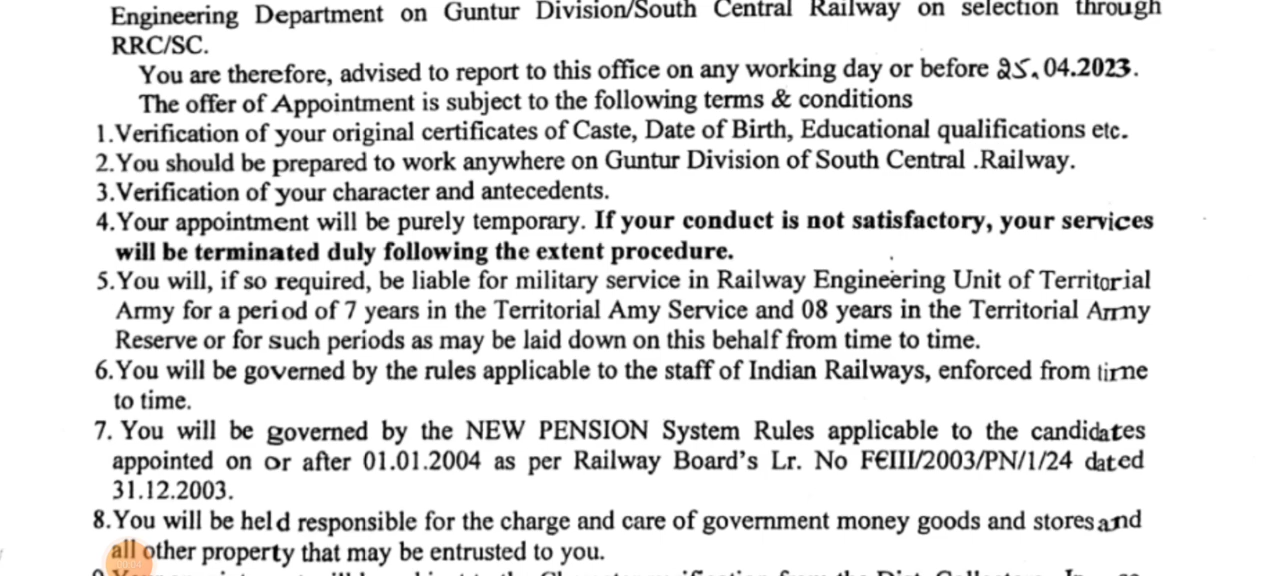 Engineering Department on Guntur Division/South Central Railway on selection through
RRC/SC.
You are therefore, advised to report to this office on any working day or before 25.04.2023.
The offer of Appointment is subject to the following terms & conditions
1.Verification of your original certificates of Caste, Date of Birth, Educational qualifications etc.
2.You should be prepared to work anywhere on Guntur Division of South Central .Railway.
3.Verification of your character and antecedents.
4.Your appointment will be purely temporary. If your conduct is not satisfactory, your services
will be terminated duly following the extent procedure.
5.You will, if so required, be liable for military service in Railway Engineering Unit of Territorial
Army for a period of 7 years in the Territorial Amy Service and 08 years in the Territorial Army
Reserve or for such periods as may be laid down on this behalf from time to time.
6.You will be governed by the rules applicable to the staff of Indian Railways, enforced from time
to time.
7. You will be governed by the NEW PENSION System Rules applicable to the candidates
appointed on or after 01.01.2004 as per Railway Board's Lr. No FEIII/2003/PN/1/24 dated
31.12.2003.
8.You will be held responsible for the charge and care of government money goods and stores and
all other property that may be entrusted to you.